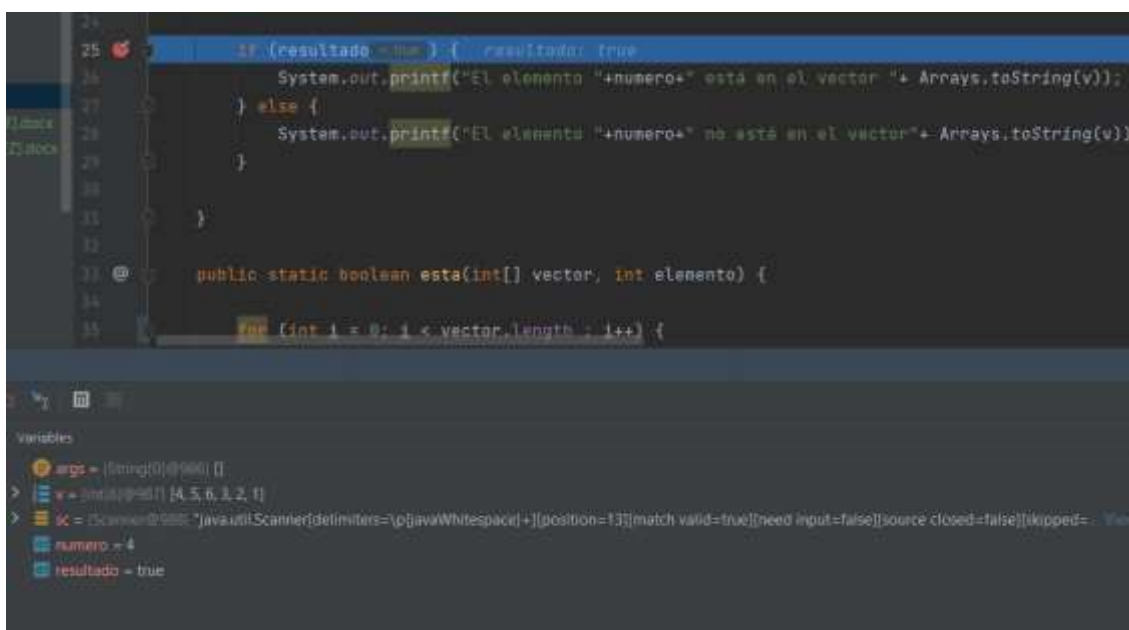 24
25 if (resultado = true ) { resultado: true
26 System.out.printf("El elemento "+numero+" está en el vector "+ Arrays.toString(v));
27 } else {
28 System.out.printf("El elemento "+numero+" no está en el vector"+ Arrays.toString(v))
29 }
30
31 }
32
33 @ public static boolean esta(int[] vector, int elemento) {
34
35 for (int i = 0; i < vector.length ; i++) {
].docx
2].docx
Variables
args = {String[0]@986} []
v = {int[6]@987} [4, 5, 6, 3, 2, 1]
sc = "java.util.Scanner[delimiters=\p{javaWhitespace}+][position=13][match valid=true][need input=false][source closed=false][skipped=
numero = 4
resultado = true